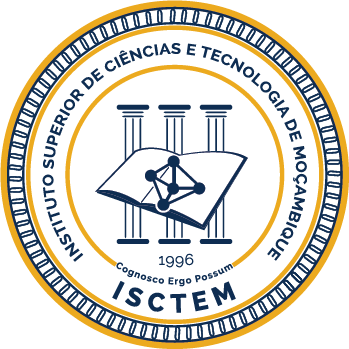 INSTITUTO SUPERIOR DE CIÊNCIAS E TECNOLOGIA DE MOÇAMBIQUE
1996
Cognosco Ergo Possum
ISCTEM